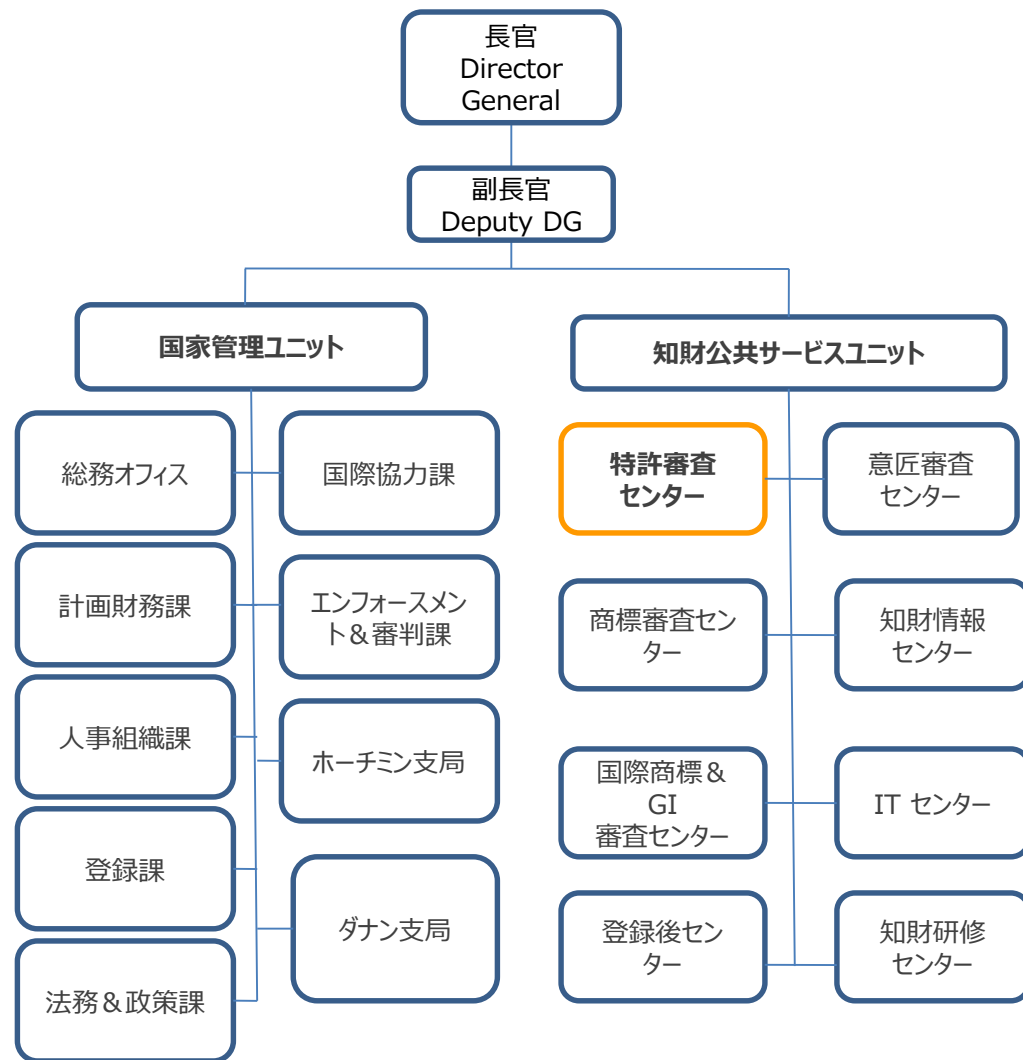 長官
Director
General
副長官
Deputy DG
国家管理ユニット
知財公共サービスユニット
総務オフィス
国際協力課
特許審査
センター
意匠審査
センター
計画財務課
エンフォースメン
ト＆審判課
商標審査セン
ター
知財情報
センター
人事組織課
ホーチミン支局
国際商標＆
GI
審査センター
IT センター
登録課
ダナン支局
登録後セン
ター
知財研修
センター
法務＆政策課